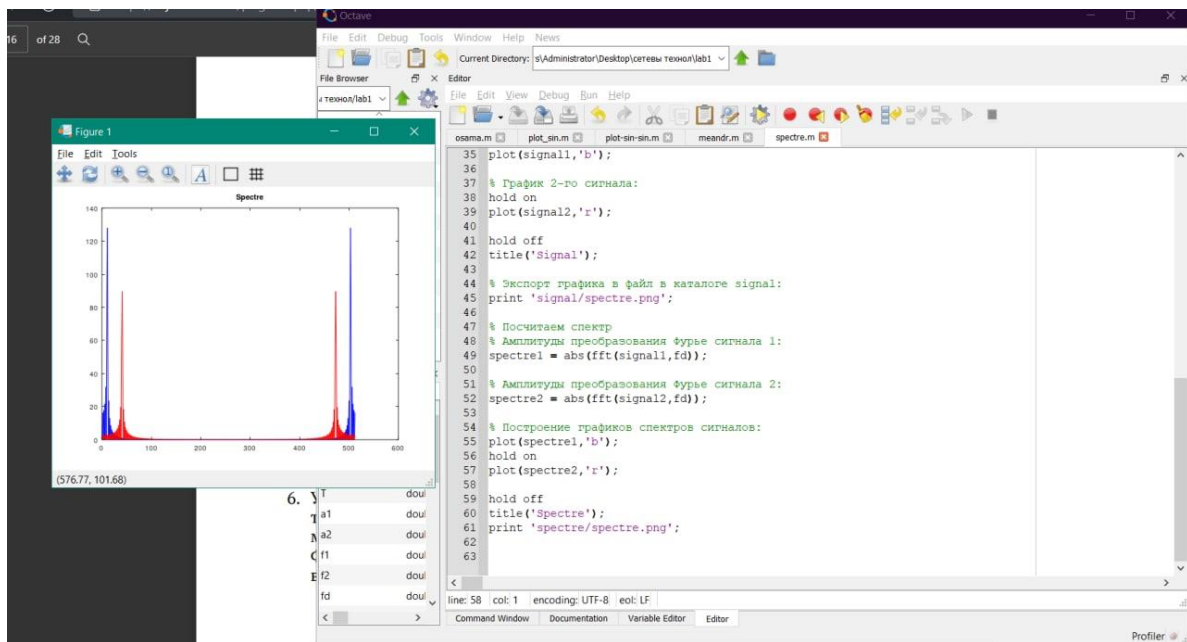 Octave
16 of 28
File Edit Debug Tools Window Help News
Current Directory: s\Administrator\Desktop\сетевы технол\lab1
File Browser
Editor
технол/lab1
File Edit View Debug Run Help
osama.m plot_sin.m plot-sin-sin.m meandr.m spectre.m
Figure 1
File Edit Tools
A
Spectre
140
120
100
80
60
40
20
0
0 100 200 300 400 500 600
(576.77, 101.68)
6. У
T doul
a1 doul
a2 doul
f1 doul
f2 doul
fd doul
35 plot(signal1,'b');
36
37 % График 2-го сигнала:
38 hold on
39 plot(signal2,'r');
40
41 hold off
42 title('Signal');
43
44 % Экспорт графика в файл в каталоге signal:
45 print 'signal/spectre.png';
46
47 % Посчитаем спектр
48 % Амплитуды преобразования Фурье сигнала 1:
49 spectre1 = abs(fft(signal1,fd));
50
51 % Амплитуды преобразования Фурье сигнала 2:
52 spectre2 = abs(fft(signal2,fd));
53
54 % Построение графиков спектров сигналов:
55 plot(spectre1,'b');
56 hold on
57 plot(spectre2,'r');
58
59 hold off
60 title('Spectre');
61 print 'spectre/spectre.png';
62
63
line: 58 col: 1 encoding: UTF-8 eol: LF
Command Window Documentation Variable Editor Editor
Profiler